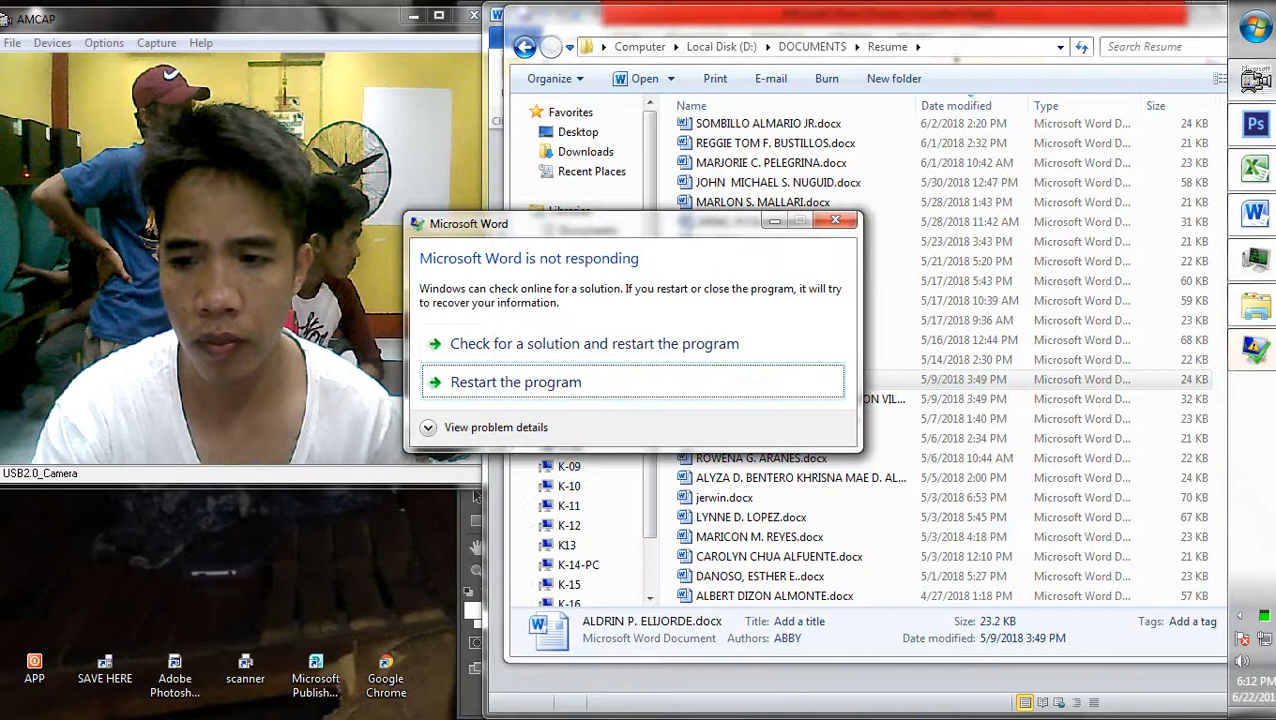 AMCAP
File Devices Options Capture Help
USB2.0_Camera
Computer Local Disk (D:) DOCUMENTS Resume
Search Resume
Organize Open Print E-mail Burn New folder
Favorites
Desktop
Downloads
Recent Places
K-09
K-10
K-11
K-12
K13
K-14-PC
K-15
K-16
Name Date modified Type Size
SOMBILLO ALMARIO JR.docx 6/2/2018 2:20 PM Microsoft Word D... 24 KB
REGGIE TOM F. BUSTILLOS.docx 6/1/2018 2:32 PM Microsoft Word D... 21 KB
MARJORIE C. PELEGRINA.docx 6/1/2018 10:42 AM Microsoft Word D... 23 KB
JOHN MICHAEL S. NUGUID.docx 5/30/2018 12:47 PM Microsoft Word D... 58 KB
MARLON S. MALLARI.docx 5/28/2018 1:43 PM Microsoft Word D... 22 KB
5/28/2018 11:42 AM Microsoft Word D... 31 KB
5/23/2018 3:43 PM Microsoft Word D... 24 KB
5/21/2018 5:20 PM Microsoft Word D... 22 KB
5/17/2018 5:43 PM Microsoft Word D... 60 KB
5/17/2018 10:39 AM Microsoft Word D... 59 KB
5/17/2018 9:36 AM Microsoft Word D... 23 KB
5/16/2018 12:44 PM Microsoft Word D... 68 KB
5/14/2018 2:30 PM Microsoft Word D... 23 KB
5/9/2018 3:49 PM Microsoft Word D... 24 KB
ON VIL... 5/9/2018 3:49 PM Microsoft Word D... 32 KB
5/7/2018 1:40 PM Microsoft Word D... 23 KB
5/6/2018 2:34 PM Microsoft Word D... 21 KB
ROWENA G. ARANES.docx 5/6/2018 10:44 AM Microsoft Word D... 23 KB
ALYZA D. BENTERO KHRISNA MAE D. AL... 5/5/2018 2:00 PM Microsoft Word D... 24 KB
jerwin.docx 5/3/2018 6:53 PM Microsoft Word D... 70 KB
LYNNE D. LOPEZ.docx 5/3/2018 5:45 PM Microsoft Word D... 67 KB
MARICON M. REYES.docx 5/3/2018 4:18 PM Microsoft Word D... 23 KB
CAROLYN CHUA ALFUENTE.docx 5/3/2018 12:10 PM Microsoft Word D... 21 KB
DANOSO, ESTHER E..docx 5/1/2018 5:27 PM Microsoft Word D... 23 KB
ALBERT DIZON ALMONTE.docx 4/27/2018 1:18 PM Microsoft Word D... 57 KB
ALDRIN P. ELIJORDE.docx Title: Add a title Size: 23.2 KB Tags: Add a tag
Microsoft Word Document Authors: ABBY Date modified: 5/9/2018 3:49 PM
Microsoft Word
Microsoft Word is not responding
Windows can check online for a solution. If you restart or close the program, it will try
to recover your information.
Check for a solution and restart the program
Restart the program
View problem details
APP
SAVE HERE
Adobe
Photosh...
scanner
Microsoft
Publish...
Google
Chrome
Ps
6:12 PM
6/22/201